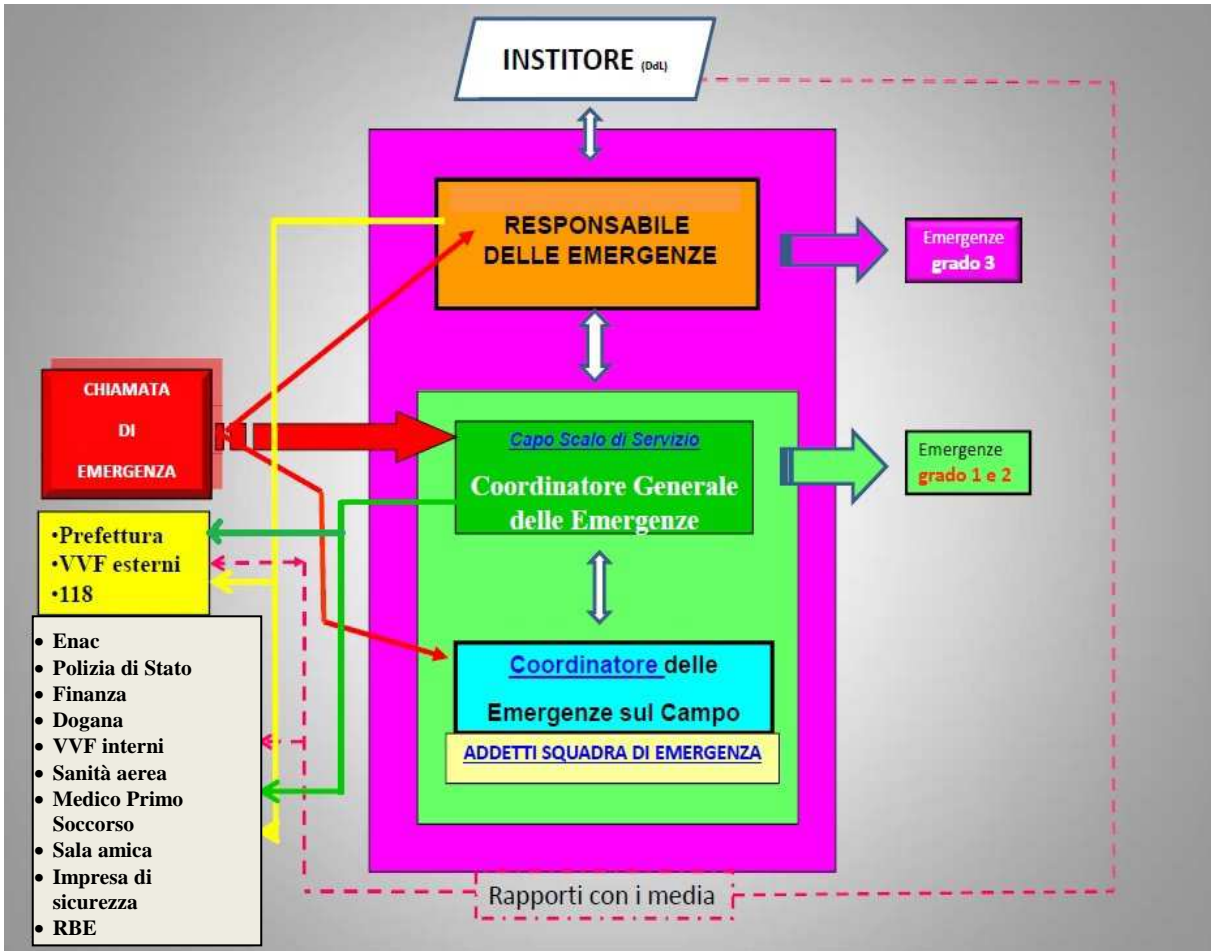 INSTITORE (DdL)
RESPONSABILE
DELLE EMERGENZE
Emergenze
grado 3
CHIAMATA
DI
EMERGENZA
Capo Scalo di Servizio
Coordinatore Generale
delle Emergenze
Emergenze
grado 1 e 2
•Prefettura
•VVF esterni
•118
• Enac
• Polizia di Stato
• Finanza
• Dogana
• VVF interni
• Sanità aerea
• Medico Primo
Soccorso
• Sala amica
• Impresa di
sicurezza
• RBE
Coordinatore delle
Emergenze sul Campo
ADDETTI SQUADRA DI EMERGENZA
Rapporti con i media